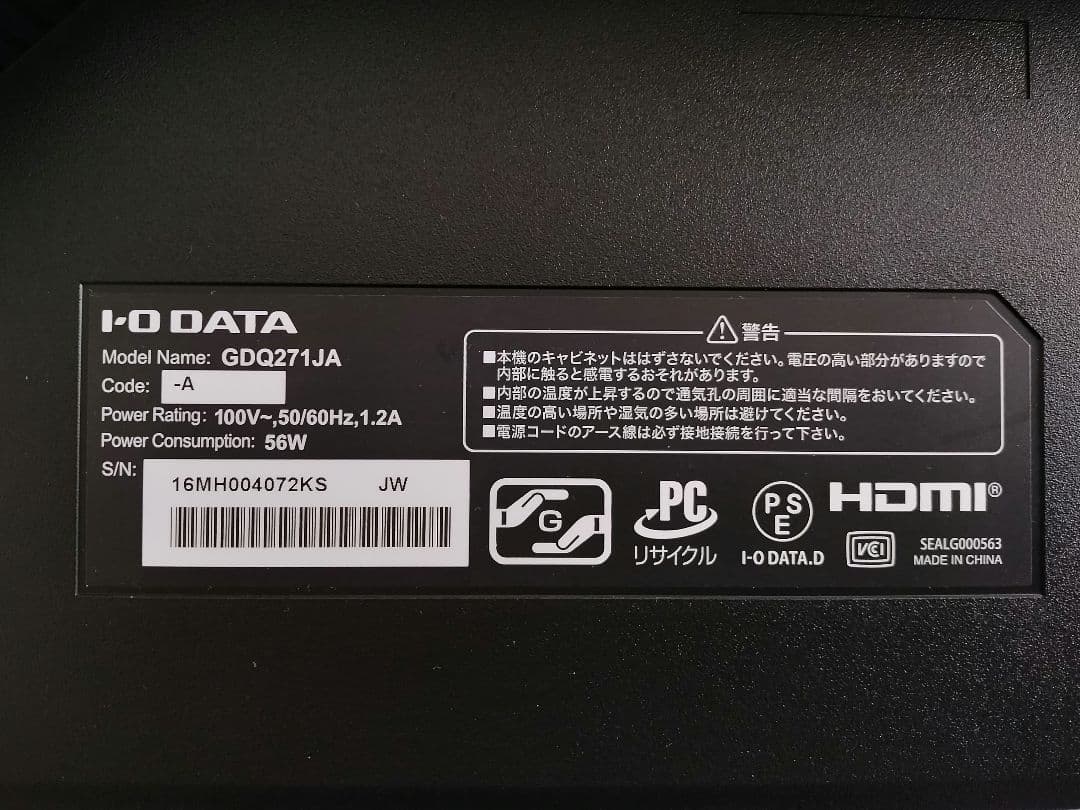 I-O DATA
Model Name: GDQ271JA
Code: -A
Power Rating: 100V~,50/60Hz,1.2A
Power Consumption: 56W
S/N:
16MH004072KS JW
警告
■本機のキャビネットははずさないでください。電圧の高い部分がありますので
内部に触ると感電するおそれがあります。
■内部の温度が上昇するので通気孔の周囲に適当な間隔をおいてください。
■温度の高い場所や湿気の多い場所は避けてください。
■電源コードのアース線は必ず接地接続を行って下さい。
G
PC
リサイクル
PS
E
I-O DATA.D
HDMI®
VCI
SEALG000563
MADE IN CHINA